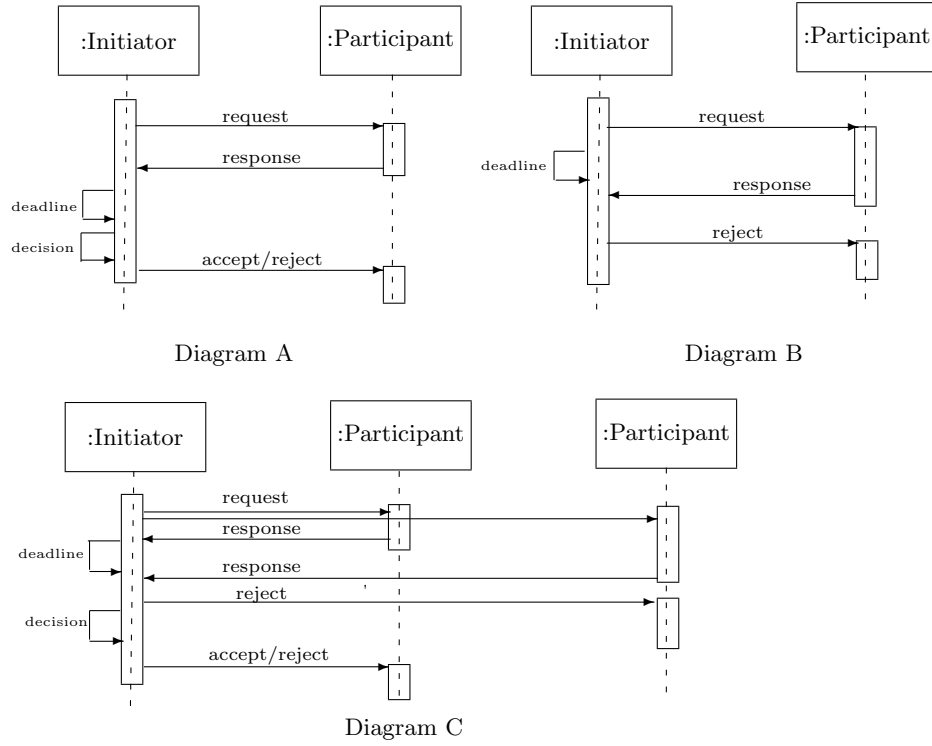 :Initiator
:Participant
request
response
deadline
decision
accept/reject
Diagram A
:Initiator
:Participant
request
deadline
response
reject
Diagram B
:Initiator
:Participant
:Participant
request
response
deadline
response
reject
,
decision
accept/reject
Diagram C